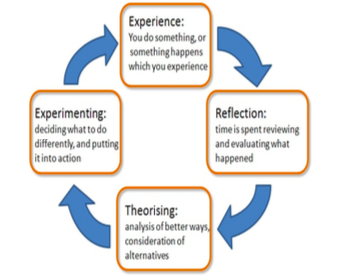 Experience:
You do something, or
something happens
which you experience
Experimenting:
deciding what to do
differently, and putting
it into action
Reflection:
time is spent reviewing
and evaluating what
happened
Theorising:
analysis of better ways,
consideration of
alternatives